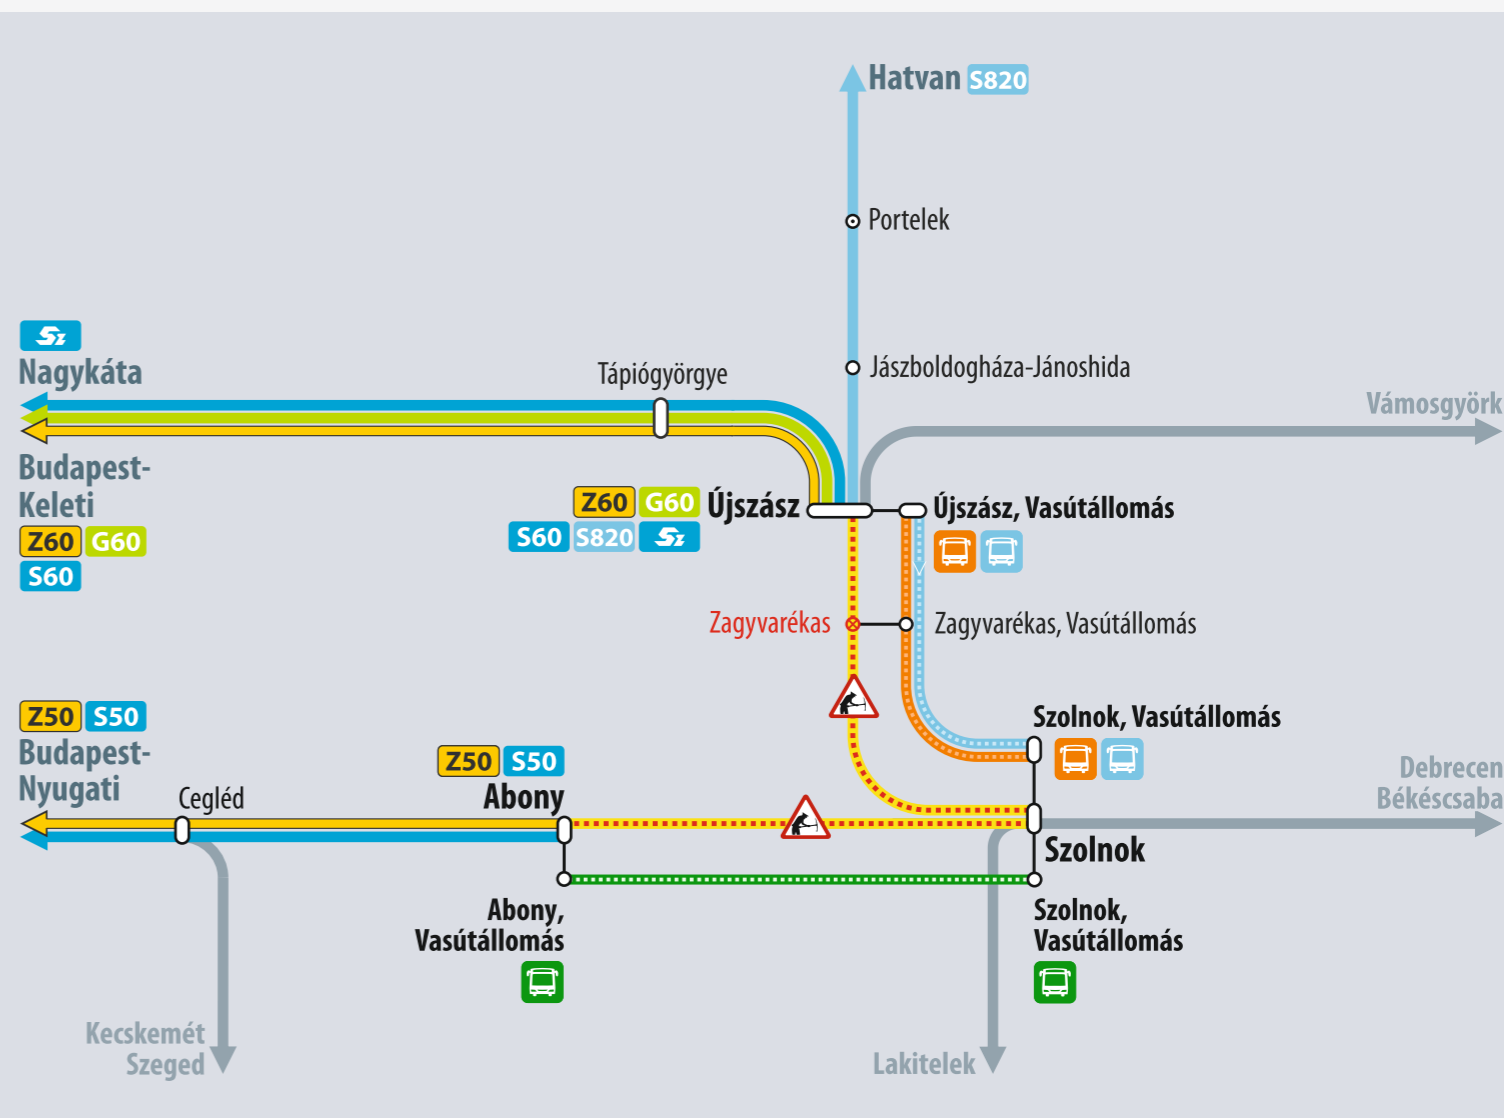 Hatvan S820
Portelek
Jászboldogháza-Jánoshida
Sz
Nagykáta
Tápiógyörgye
Vámosgyörk
Budapest-
Keleti
Z60 G60
S60
Z60 G60 Újszász
S60 S820 Sz
Újszász, Vasútállomás
Zagyvarékas
Zagyvarékas, Vasútállomás
Z50 S50
Budapest-
Nyugati
Cegléd
Z50 S50
Abony
Szolnok, Vasútállomás
Debrecen
Békéscsaba
Szolnok
Abony,
Vasútállomás
Szolnok,
Vasútállomás
Kecskemét
Szeged
Lakitelek